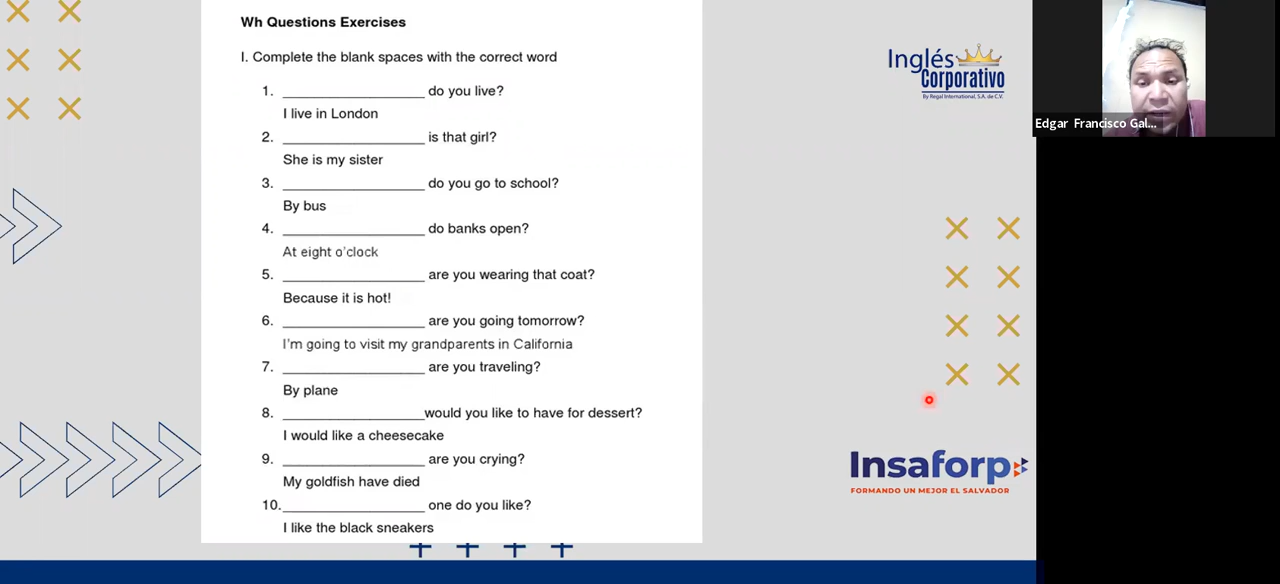 Wh Questions Exercises
I. Complete the blank spaces with the correct word
1. ____________________ do you live?
I live in London
2. ____________________ is that girl?
She is my sister
3. ____________________ do you go to school?
By bus
4. ____________________ do banks open?
At eight o'clock
5. ____________________ are you wearing that coat?
Because it is hot!
6. ____________________ are you going tomorrow?
I'm going to visit my grandparents in California
7. ____________________ are you traveling?
By plane
8. ____________________would you like to have for dessert?
I would like a cheesecake
9. ____________________ are you crying?
My goldfish have died
10.____________________ one do you like?
I like the black sneakers
Inglés
Corporativo
By Regal International, S.A. de C.V.
Edgar Francisco Gal...
Insaforp
FORMANDO UN MEJOR EL SALVADOR